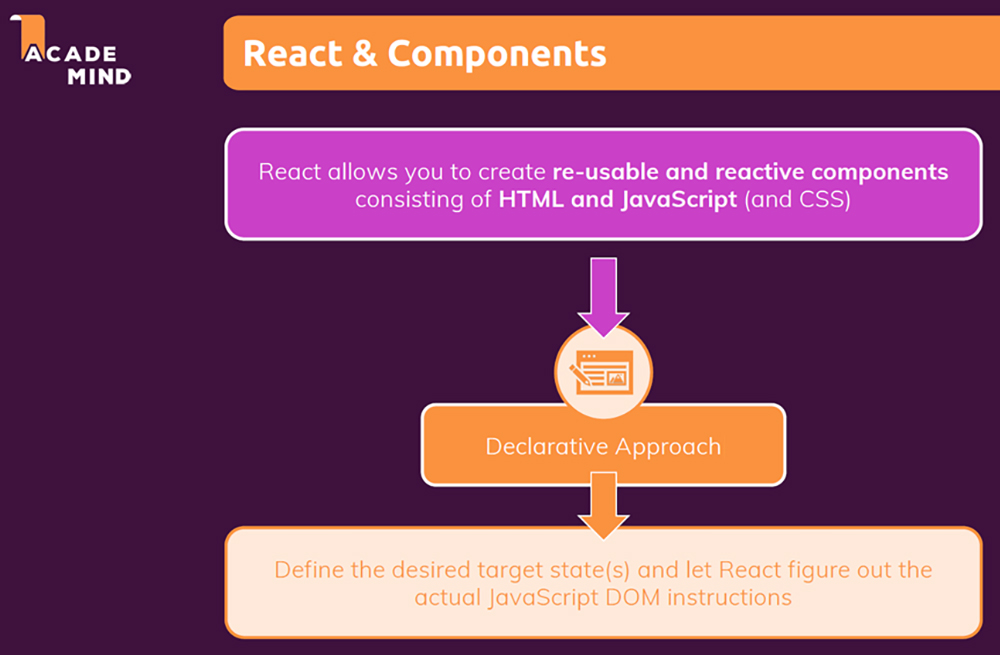 ACADE
MIND
React & Components
React allows you to create re-usable and reactive components
consisting of HTML and JavaScript (and CSS)
Declarative Approach
Define the desired target state(s) and let React figure out the
actual JavaScript DOM instructions